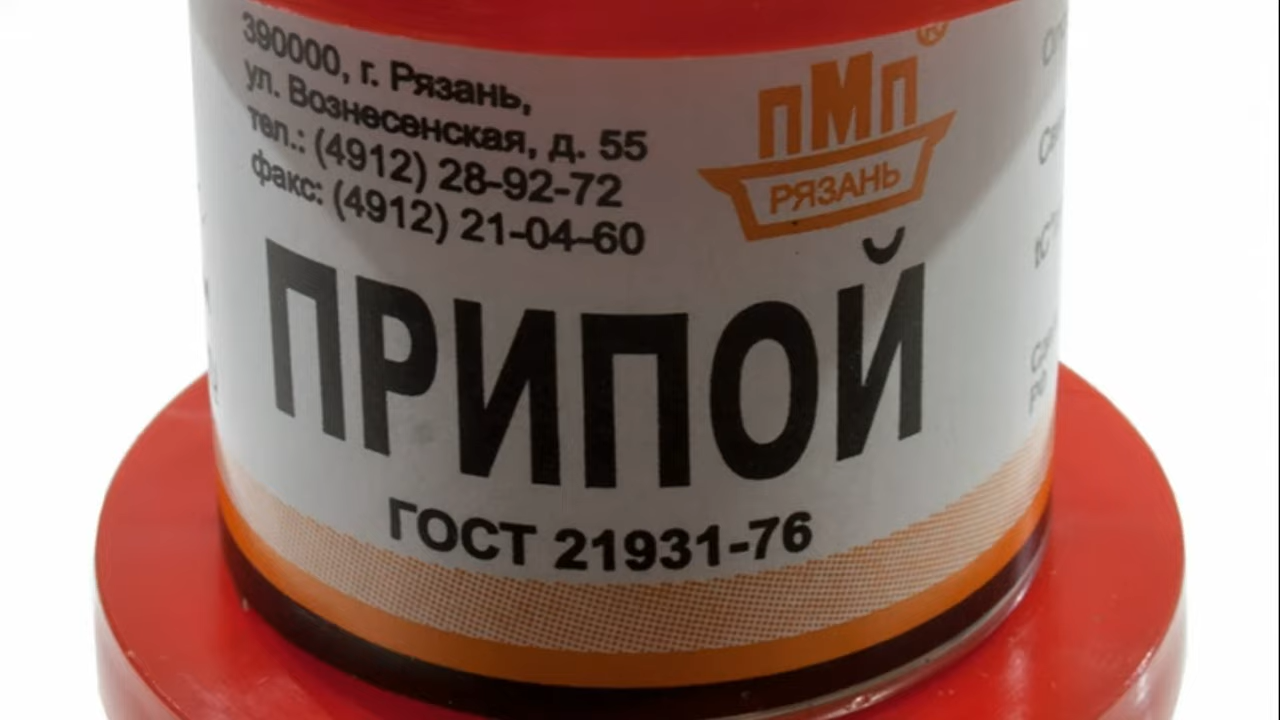 390000, г. Рязань,
ул. Вознесенская, д. 55
тел.: (4912) 28-92-72
факс: (4912) 21-04-60
ПМП
РЯЗАНЬ
ПРИПОЙ
ГОСТ 21931-76